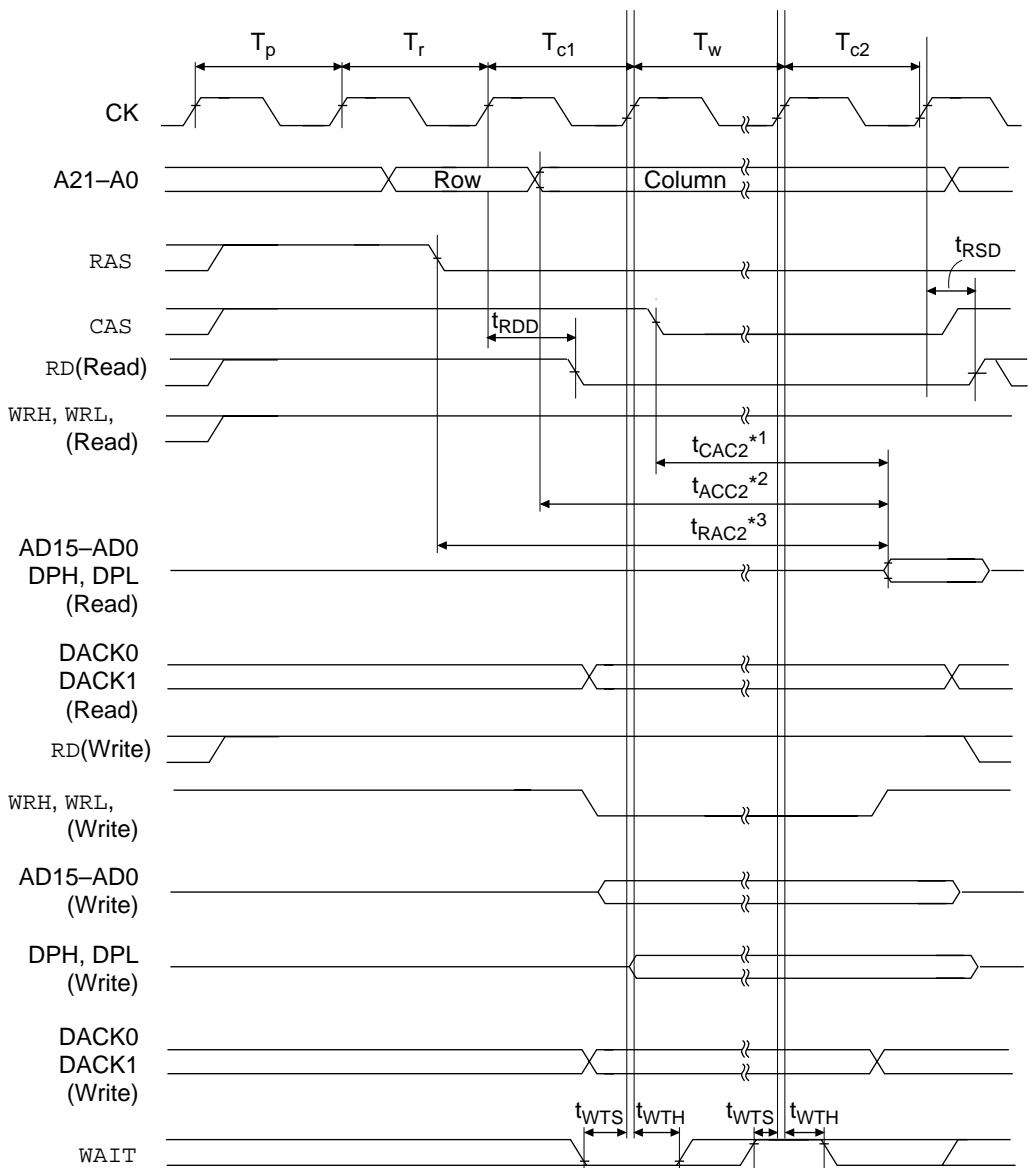 Tp Tr Tc1 Tw Tc2
CK
A21–A0 Row Column
RAS
tRSD
CAS
tRDD
RD(Read)
WRH, WRL,
(Read)
tCAC2*1
tACC2*2
tRAC2*3
AD15–AD0
DPH, DPL
(Read)
DACK0
DACK1
(Read)
RD(Write)
WRH, WRL,
(Write)
AD15–AD0
(Write)
DPH, DPL
(Write)
DACK0
DACK1
(Write)
tWTS tWTH tWTS tWTH
WAIT